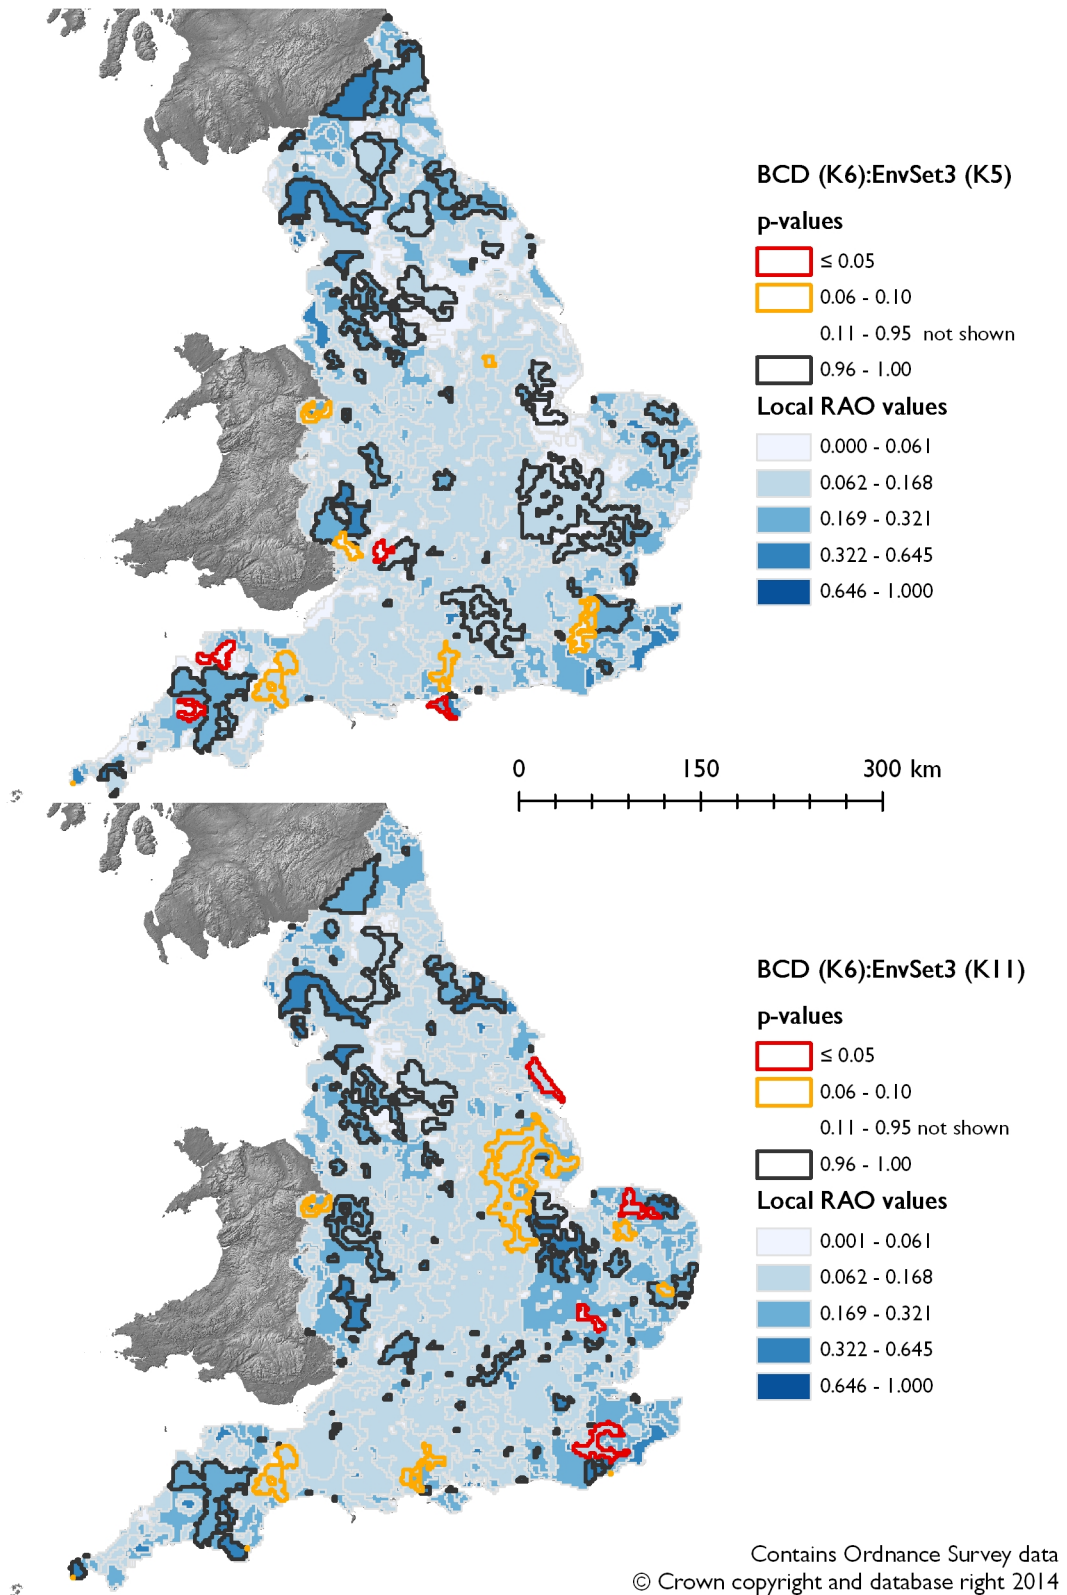 BCD (K6):EnvSet3 (K5)
p-values
≤ 0.05
0.06 - 0.10
0.11 - 0.95 not shown
0.96 - 1.00
Local RAO values
0.000 - 0.061
0.062 - 0.168
0.169 - 0.321
0.322 - 0.645
0.646 - 1.000
0 150 300 km
BCD (K6):EnvSet3 (K11)
p-values
≤ 0.05
0.06 - 0.10
0.11 - 0.95 not shown
0.96 - 1.00
Local RAO values
0.001 - 0.061
0.062 - 0.168
0.169 - 0.321
0.322 - 0.645
0.646 - 1.000
Contains Ordnance Survey data
© Crown copyright and database right 2014